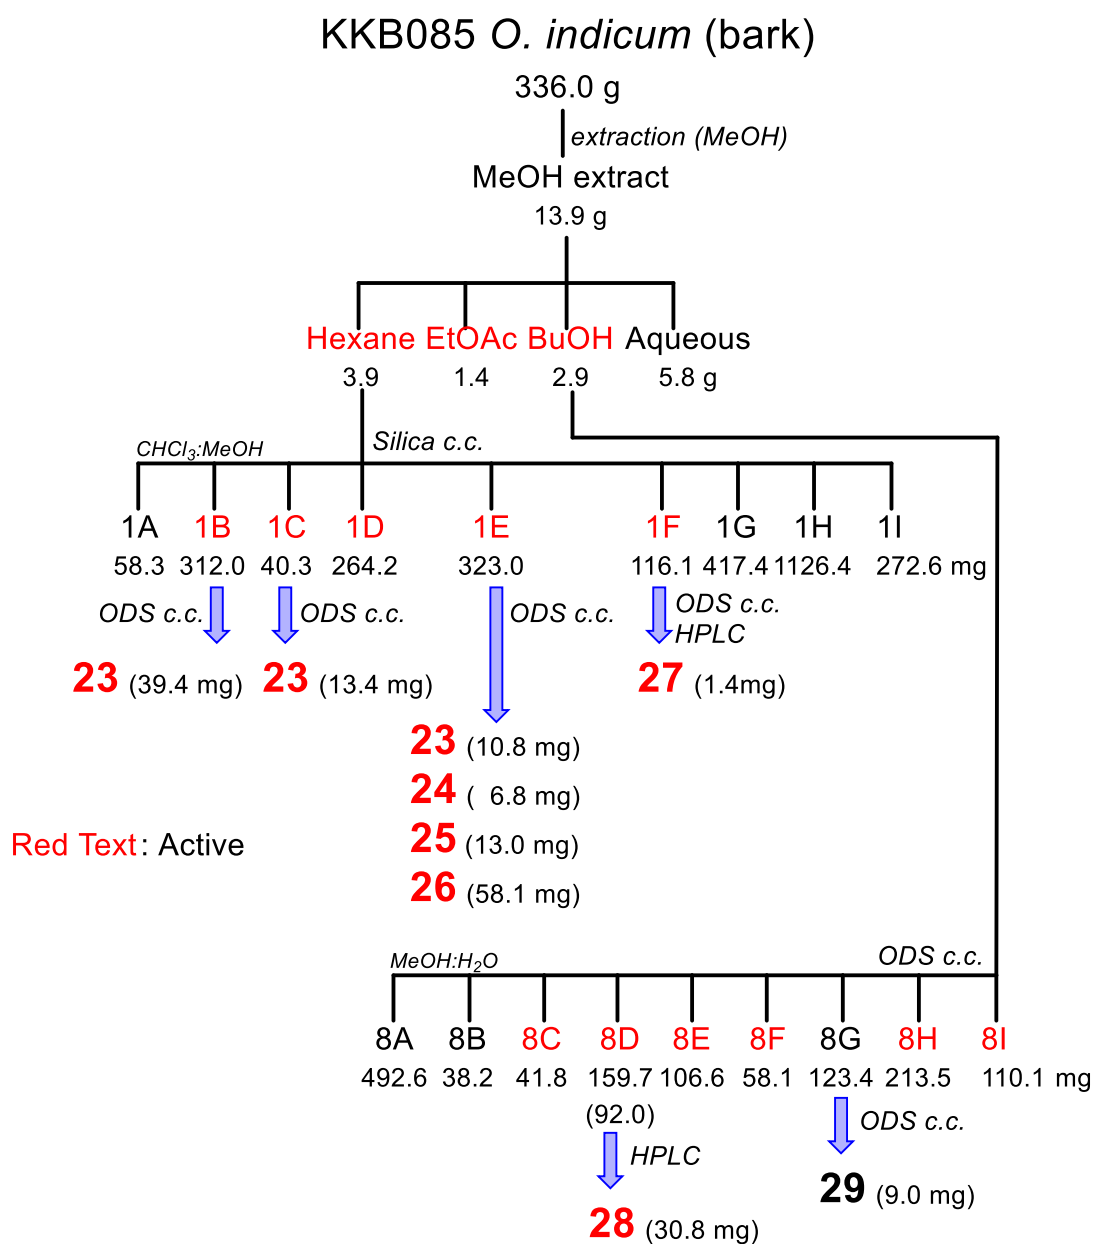 KKB085 O. indicum (bark)
336.0 g
extraction (MeOH)
MeOH extract
13.9 g
Hexane EtOAc BuOH Aqueous
3.9 1.4 2.9 5.8 g
CHCl3:MeOH Silica c.c.
1A 1B 1C 1D 1E 1F 1G 1H 1I
58.3 312.0 40.3 264.2 323.0 116.1 417.4 1126.4 272.6 mg
ODS c.c. ODS c.c. ODS c.c. ODS c.c.
HPLC
23 (39.4 mg) 23 (13.4 mg) 27 (1.4mg)
23 (10.8 mg)
24 ( 6.8 mg)
25 (13.0 mg)
26 (58.1 mg)
Red Text: Active
MeOH:H2O ODS c.c.
8A 8B 8C 8D 8E 8F 8G 8H 8I
492.6 38.2 41.8 159.7 106.6 58.1 123.4 213.5 110.1 mg
(92.0)
ODS c.c.
HPLC
29 (9.0 mg)
28 (30.8 mg)